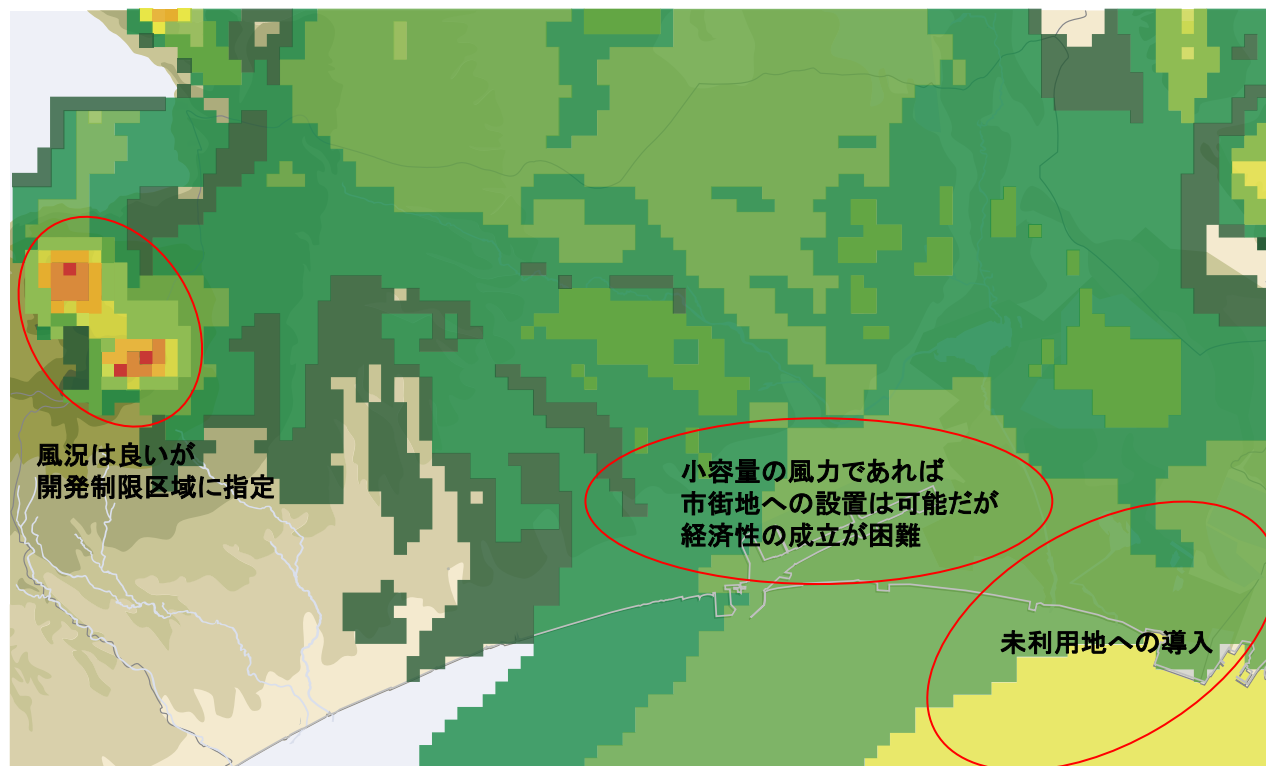 風況は良いが
開発制限区域に指定
小容量の風力であれば
市街地への設置は可能だが
経済性の成立が困難
未利用地への導入